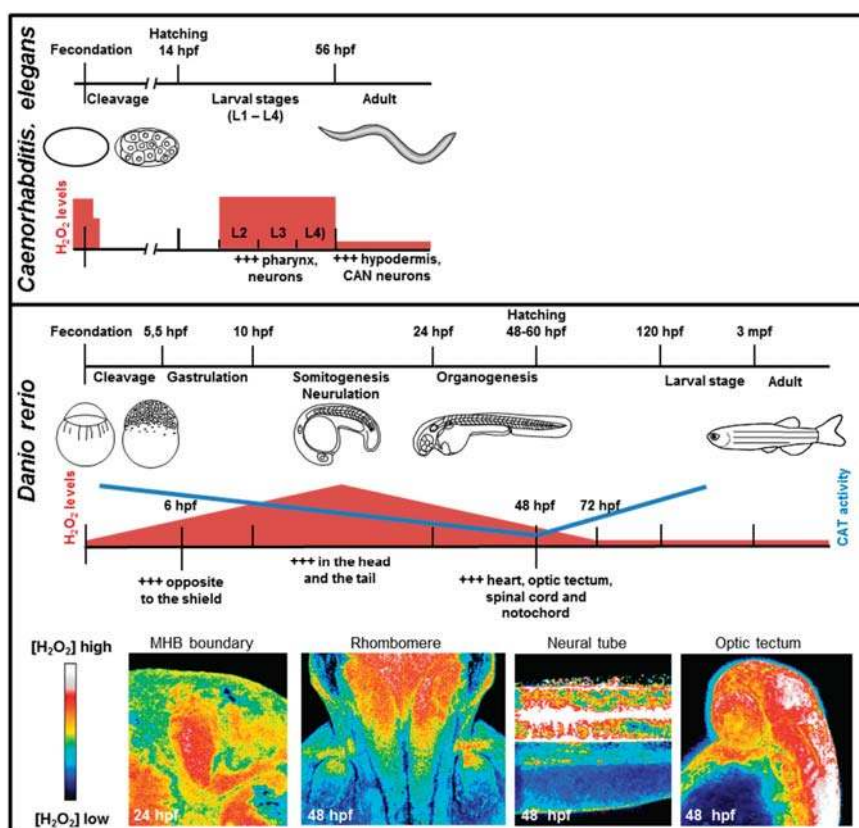 Caenorhabditis. elegans
Hatching
Fecondation 14 hpf 56 hpf
Cleavage Larval stages Adult
(L1 – L4)
H2O2 levels
L2 L3 L4)
+++ pharynx, +++ hypodermis,
neurons CAN neurons
Danio rerio
Hatching
Fecondation 5,5 hpf 10 hpf 24 hpf 48-60 hpf 120 hpf 3 mpf
Cleavage Gastrulation Somitogenesis Organogenesis Larval stage Adult
Neurulation
H2O2 levels
6 hpf 48 hpf 72 hpf
CAT activity
+++ opposite +++ in the head +++ heart, optic tectum,
to the shield and the tail spinal cord and
notochord
[H2O2] high MHB boundary Rhombomere Neural tube Optic tectum
[H2O2] low 24 hpf 48 hpf 48 hpf 48 hpf